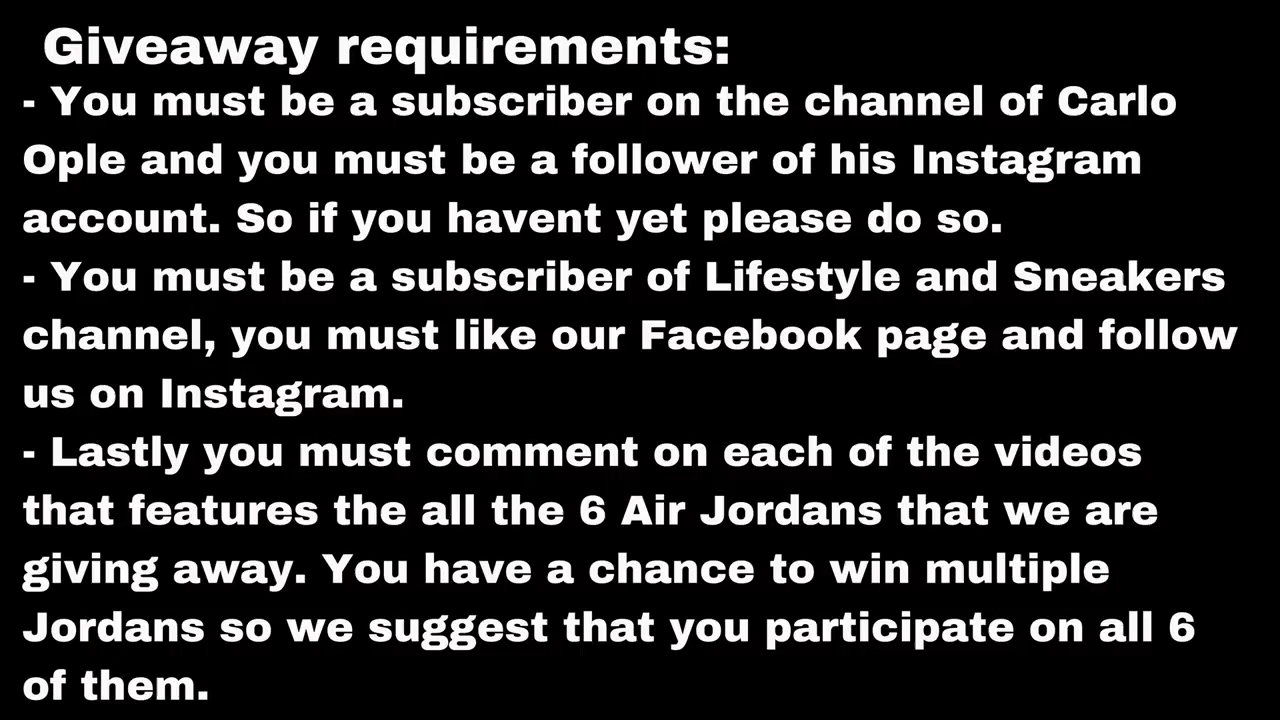 Giveaway requirements:
- You must be a subscriber on the channel of Carlo
Ople and you must be a follower of his Instagram
account. So if you havent yet please do so.
- You must be a subscriber of Lifestyle and Sneakers
channel, you must like our Facebook page and follow
us on Instagram.
- Lastly you must comment on each of the videos
that features the all the 6 Air Jordans that we are
giving away. You have a chance to win multiple
Jordans so we suggest that you participate on all 6
of them.